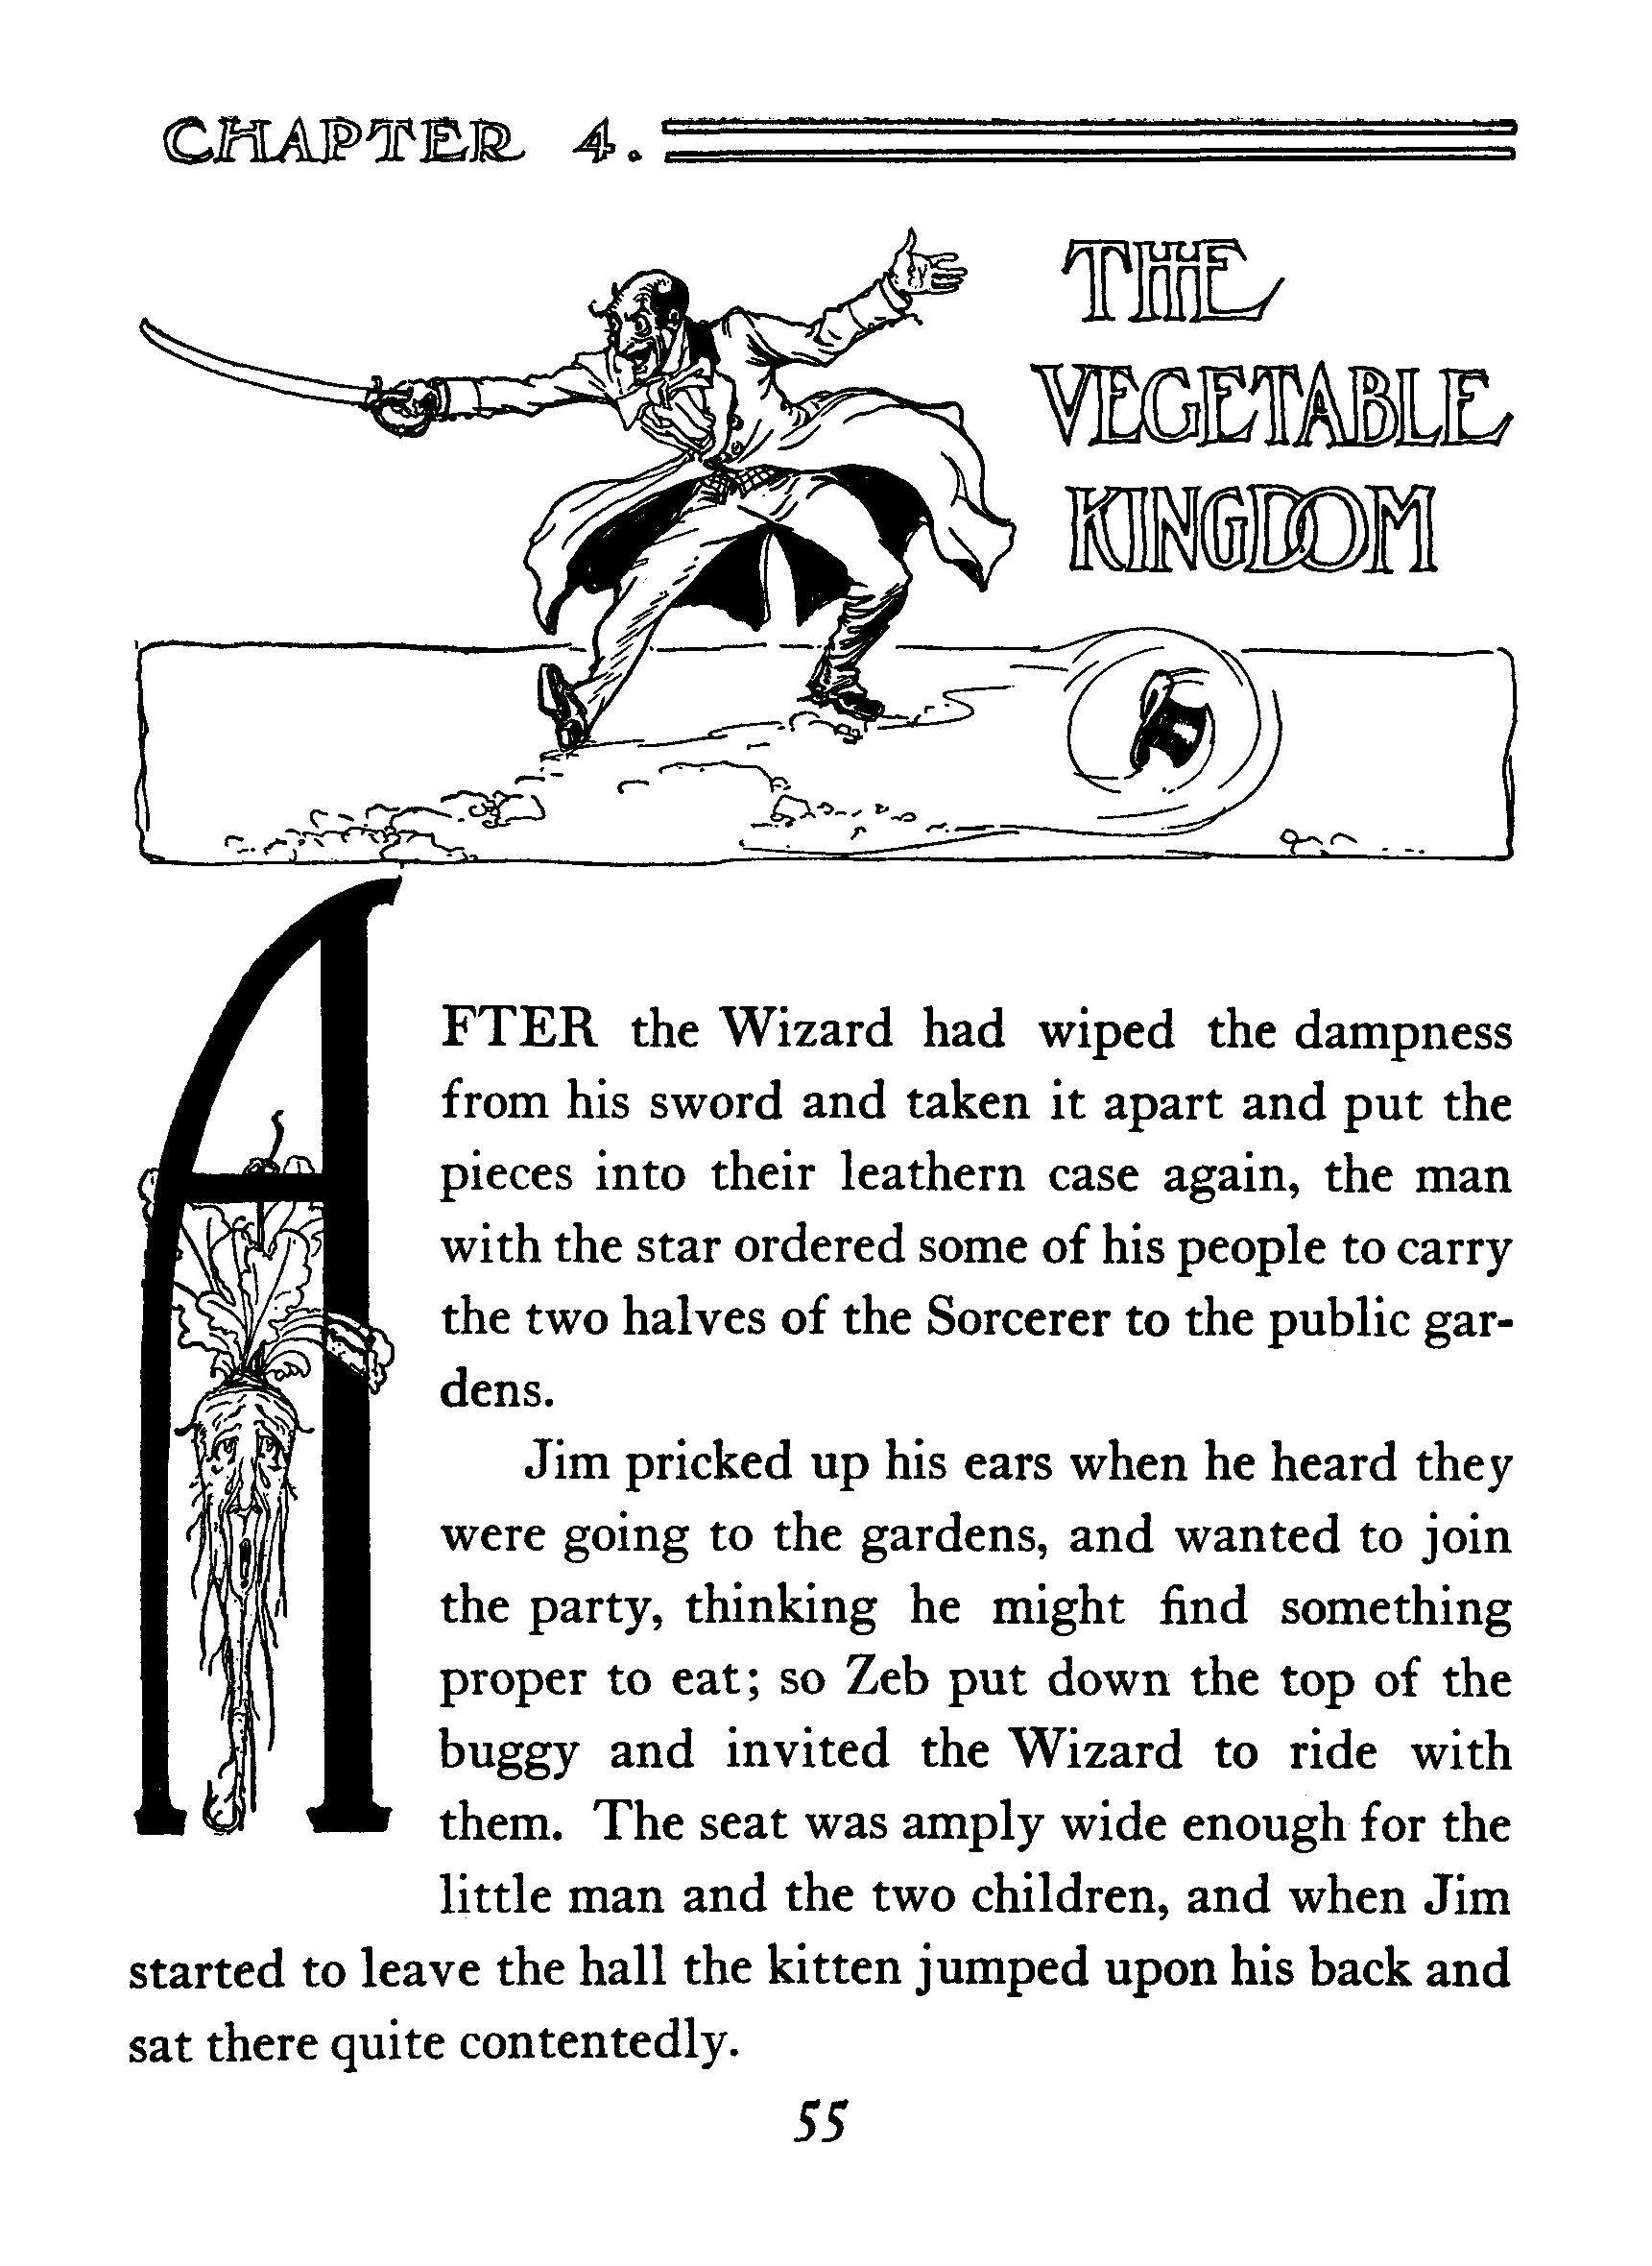 CHAPTER 4.
THE
VEGETABLE
KINGDOM
AFTER the Wizard had wiped the dampness
from his sword and taken it apart and put the
pieces into their leathern case again, the man
with the star ordered some of his people to carry
the two halves of the Sorcerer to the public gar-
dens.
Jim pricked up his ears when he heard they
were going to the gardens, and wanted to join
the party, thinking he might find something
proper to eat; so Zeb put down the top of the
buggy and invited the Wizard to ride with
them. The seat was amply wide enough for the
little man and the two children, and when Jim
started to leave the hall the kitten jumped upon his back and
sat there quite contentedly.
55